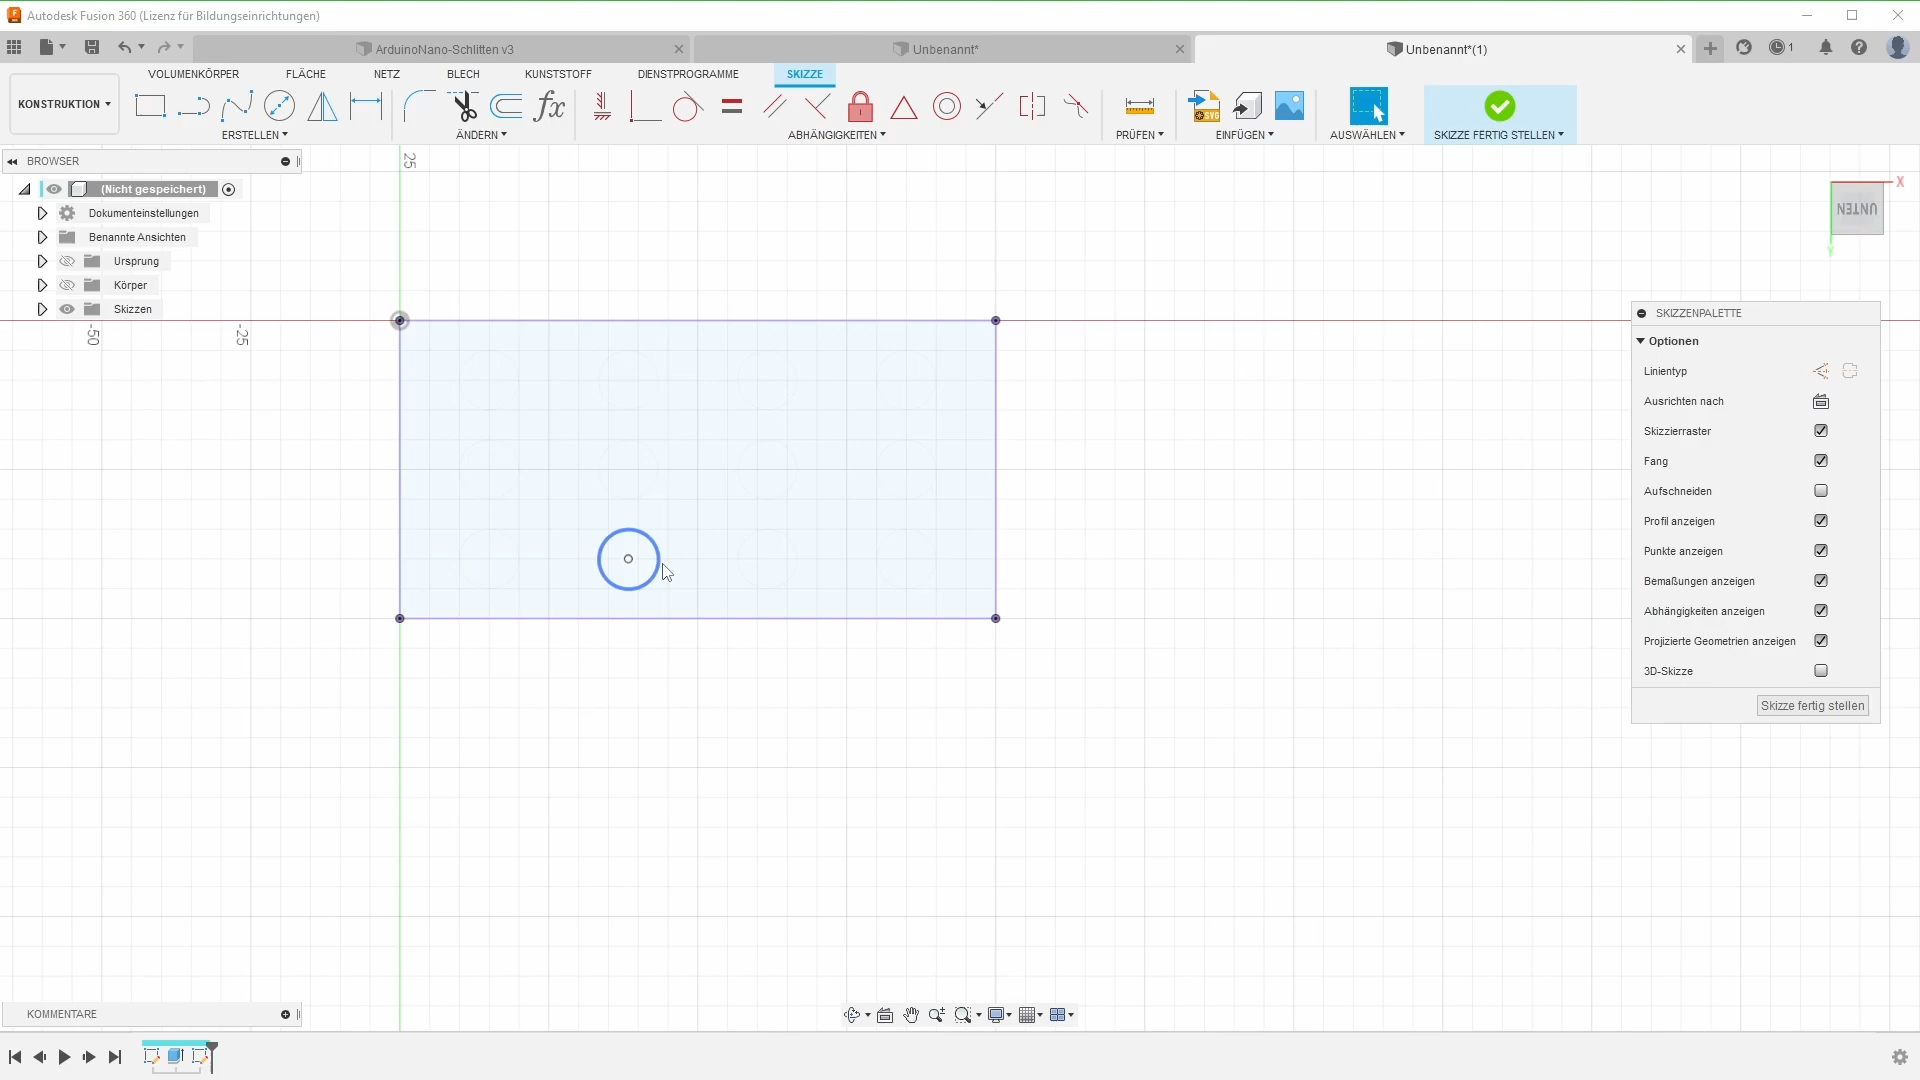 Autodesk Fusion 360 (Lizenz für Bildungseinrichtungen)
ArduinoNano-Schlitten v3
Unbenannt*
Unbenannt*(1)
1
KONSTRUKTION
VOLUMENKÖRPER
FLÄCHE
NETZ
BLECH
KUNSTSTOFF
DIENSTPROGRAMME
SKIZZE
fx
SVG
ERSTELLEN
ÄNDERN
ABHÄNGIGKEITEN
PRÜFEN
EINFÜGEN
AUSWÄHLEN
SKIZZE FERTIG STELLEN
BROWSER
(Nicht gespeichert)
Dokumenteinstellungen
Benannte Ansichten
Ursprung
Körper
Skizzen
25
-50
-25
X
UNTEN
Y
SKIZZENPALETTE
Optionen
Linientyp
Ausrichten nach
Skizzierraster
Fang
Aufschneiden
Profil anzeigen
Punkte anzeigen
Bemaßungen anzeigen
Abhängigkeiten anzeigen
Projizierte Geometrien anzeigen
3D-Skizze
Skizze fertig stellen
KOMMENTARE